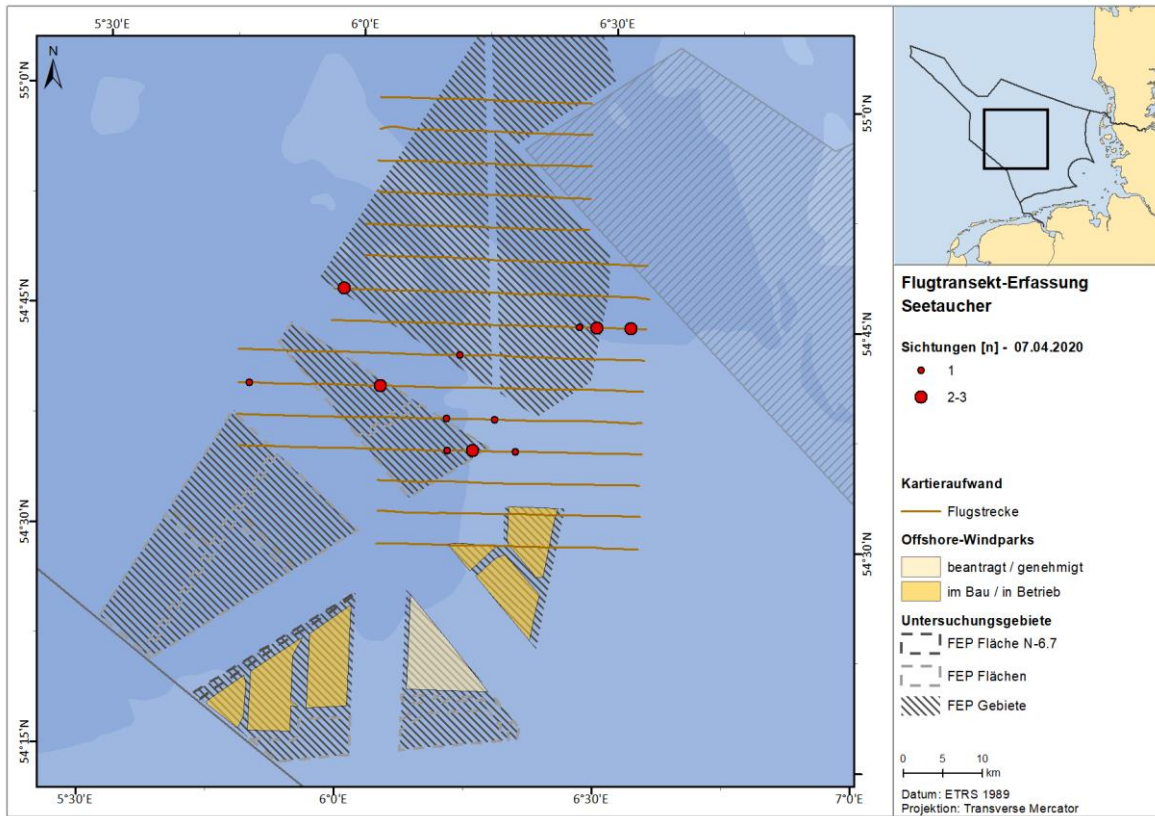 5°30'E
6°0'E
6°30'E
N
55°0'N
55°0'N
54°45'N
54°45'N
54°30'N
54°30'N
54°15'N
5°30'E
6°0'E
6°30'E
7°0'E
Flugtransekt-Erfassung
Seetaucher
Sichtungen [n] - 07.04.2020
1
2-3
Kartieraufwand
Flugstrecke
Offshore-Windparks
beantragt / genehmigt
im Bau / in Betrieb
Untersuchungsgebiete
FEP Fläche N-6.7
FEP Flächen
FEP Gebiete
0 5 10
km
Datum: ETRS 1989
Projektion: Transverse Mercator